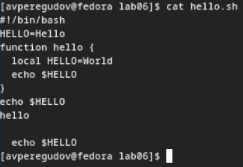 [avperegudov@fedora lab06]$ cat hello.sh
#!/bin/bash
HELLO=Hello
function hello {
  local HELLO=World
  echo $HELLO
}
echo $HELLO
hello

  echo $HELLO
[avperegudov@fedora lab06]$